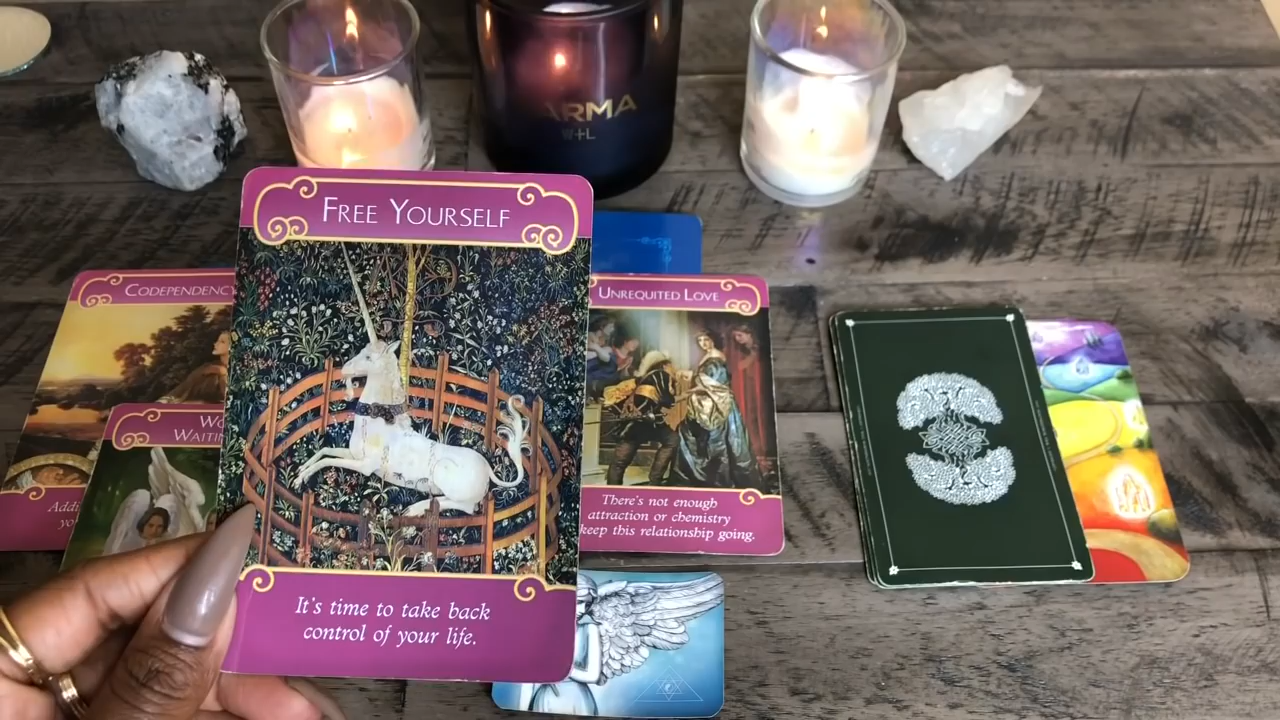 ARMA
W+L
FREE YOURSELF
CODEPENDENCY
UNREQUITED LOVE
There's not enough
attraction or chemistry
keep this relationship going.
It's time to take back
control of your life.